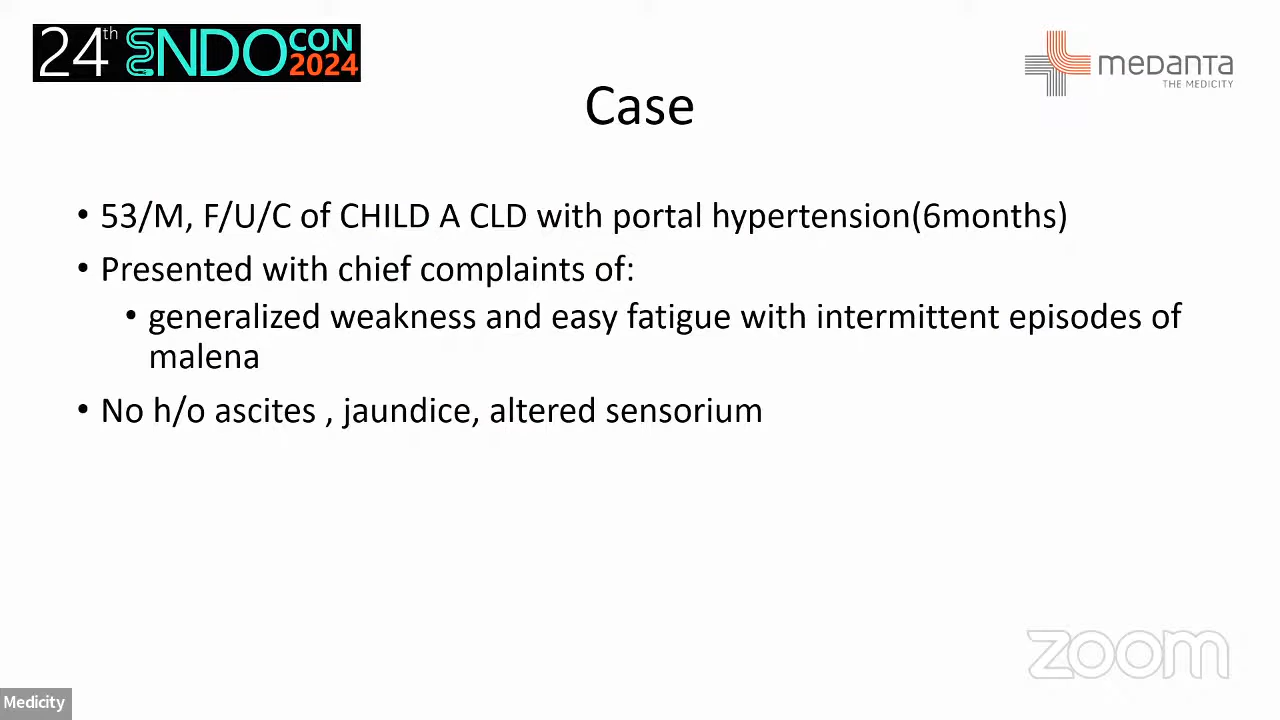 24th ENDOCON 2024
medanta
THE MEDICITY
Case
• 53/M, F/U/C of CHILD A CLD with portal hypertension(6months)
• Presented with chief complaints of:
• generalized weakness and easy fatigue with intermittent episodes of
malena
• No h/o ascites , jaundice, altered sensorium
zoom
Medicity